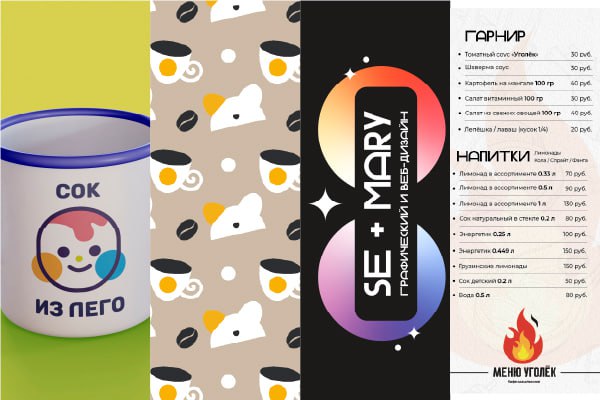 СОК
ИЗ ЛЕГО
SE + MARY
ГРАФИЧЕСКИЙ И ВЕБ-ДИЗАЙН
ГАРНИР
Томатный соус «Уголёк» 30 руб.
Шаверма соус 30 руб.
Картофель на мангале 100 гр 40 руб.
Салат витаминный 100 гр 30 руб.
Салат из свежих овощей 100 гр 40 руб.
Лепёшка / лаваш (кусок 1/4) 20 руб.
НАПИТКИ
Лимонады
Кола / Спрайт / Фанта
Лимонад в ассортименте 0.33 л 70 руб.
Лимонад в ассортименте 0.5 л 90 руб.
Лимонад в ассортименте 1 л 130 руб.
Сок натуральный в стекле 0.2 л 80 руб.
Энергетик 0.25 л 100 руб.
Энергетик 0.449 л 150 руб.
Грузинские лимонады 150 руб.
Сок детский 0.2 л 50 руб.
Вода 0.5 л 80 руб.
МЕНЮ УГОЛЁК